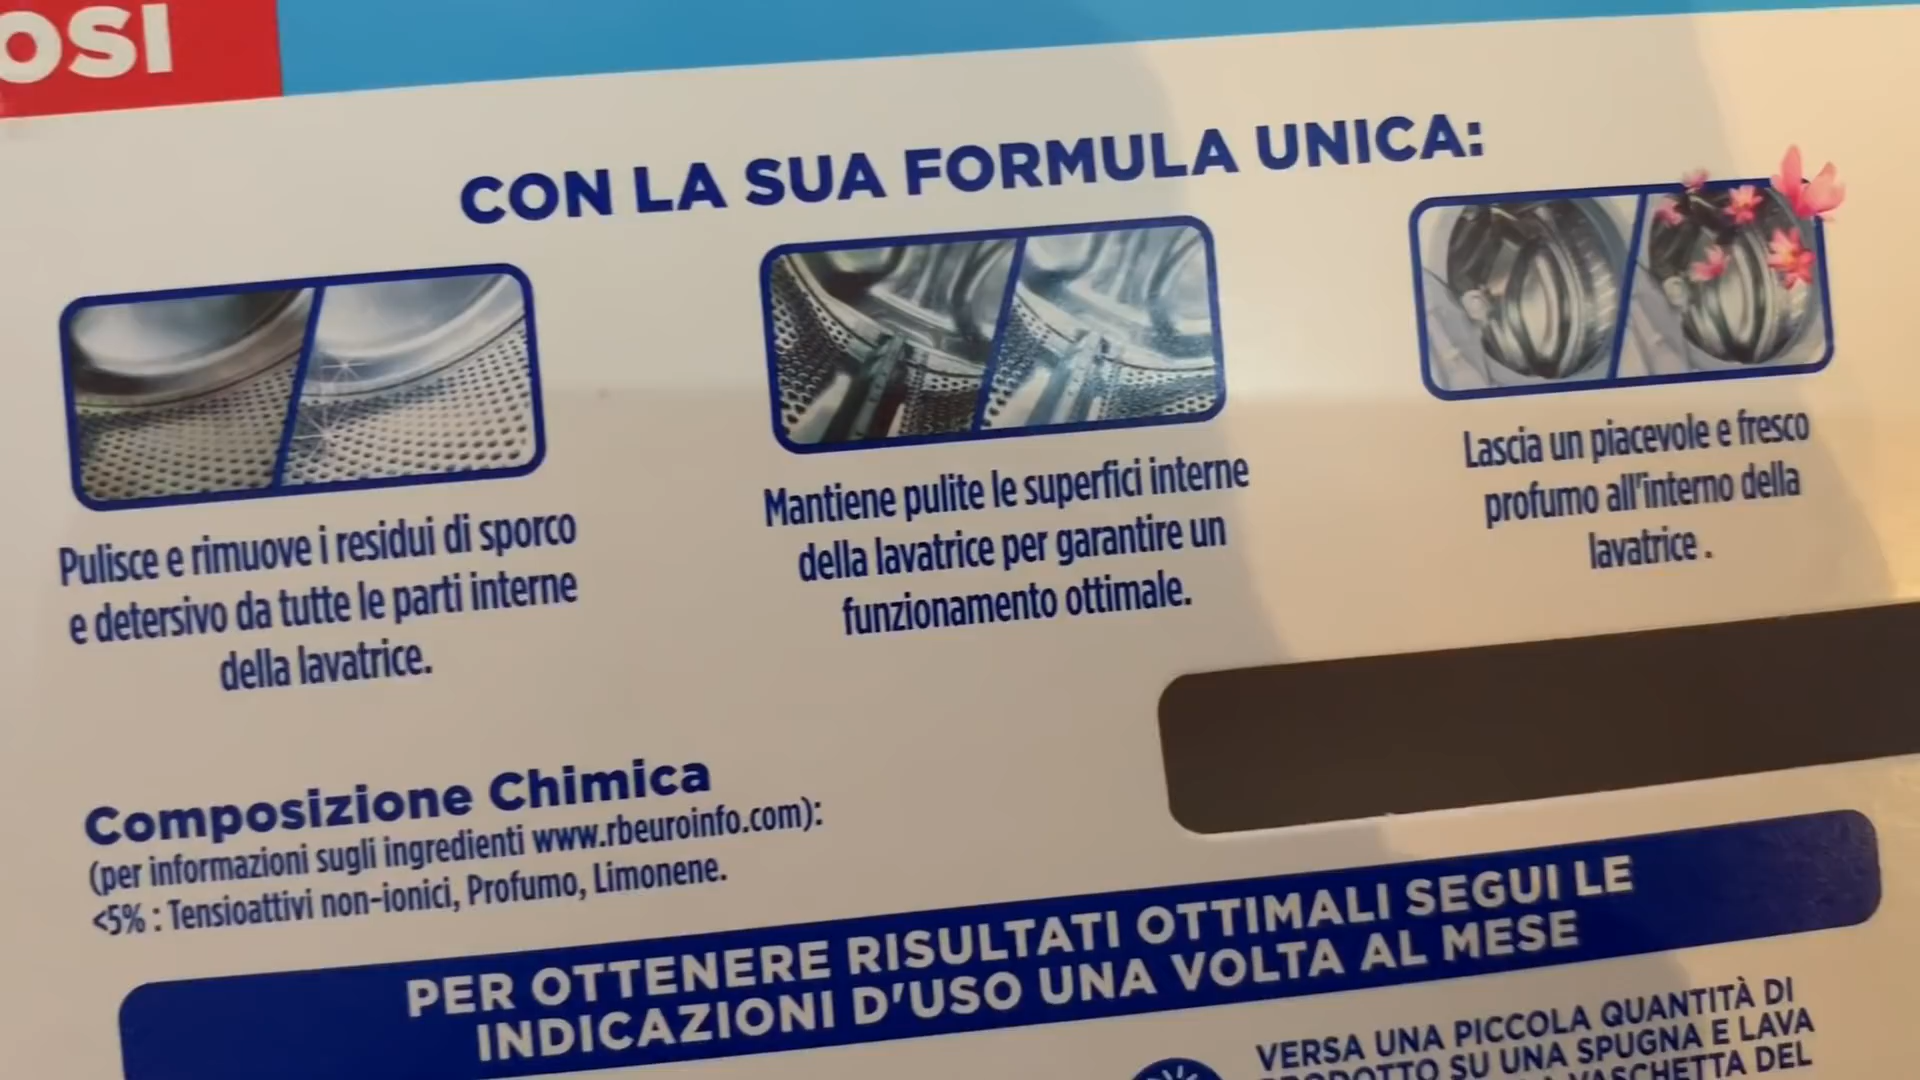 OSI
CON LA SUA FORMULA UNICA:
Pulisce e rimuove i residui di sporco
e detersivo da tutte le parti interne
della lavatrice.
Mantiene pulite le superfici interne
della lavatrice per garantire un
funzionamento ottimale.
Lascia un piacevole e fresco
profumo all'interno della
lavatrice .
Composizione Chimica
(per informazioni sugli ingredienti www.rbeuroinfo.com):
<5% : Tensioattivi non-ionici, Profumo, Limonene.
PER OTTENERE RISULTATI OTTIMALI SEGUI LE
INDICAZIONI D'USO UNA VOLTA AL MESE
VERSA UNA PICCOLA QUANTITÀ DI
PRODOTTO SU UNA SPUGNA E LAVA
VASCHETTA DEL